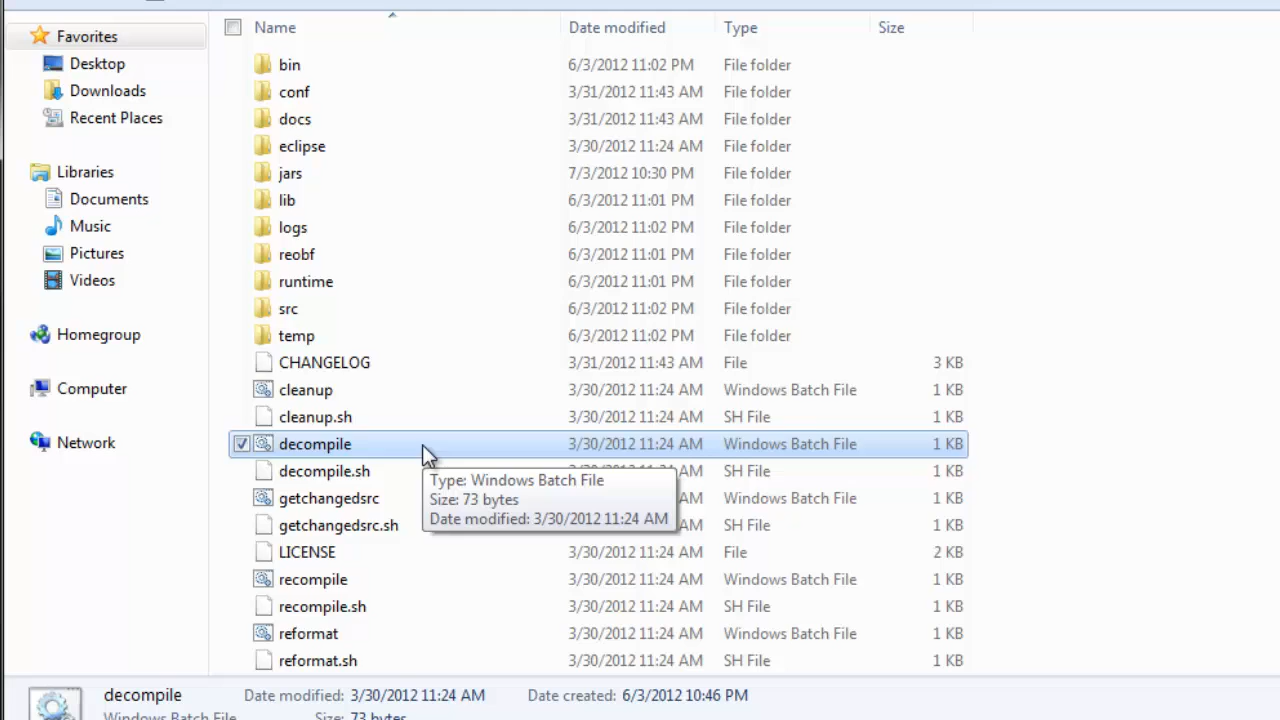 Name Date modified Type Size
Favorites
Desktop
Downloads
Recent Places
Libraries
Documents
Music
Pictures
Videos
Homegroup
Computer
Network
bin 6/3/2012 11:02 PM File folder
conf 3/31/2012 11:43 AM File folder
docs 3/31/2012 11:43 AM File folder
eclipse 3/30/2012 11:24 AM File folder
jars 7/3/2012 10:30 PM File folder
lib 6/3/2012 11:01 PM File folder
logs 6/3/2012 11:02 PM File folder
reobf 6/3/2012 11:01 PM File folder
runtime 6/3/2012 11:01 PM File folder
src 6/3/2012 11:02 PM File folder
temp 6/3/2012 11:02 PM File folder
CHANGELOG 3/31/2012 11:43 AM File 3 KB
cleanup 3/30/2012 11:24 AM Windows Batch File 1 KB
cleanup.sh 3/30/2012 11:24 AM SH File 1 KB
decompile 3/30/2012 11:24 AM Windows Batch File 1 KB
decompile.sh 3/30/2012 11:24 AM SH File 1 KB
Type: Windows Batch File
Size: 73 bytes
Date modified: 3/30/2012 11:24 AM
getchangedsrc Windows Batch File 1 KB
getchangedsrc.sh SH File 1 KB
LICENSE 3/30/2012 11:24 AM File 2 KB
recompile 3/30/2012 11:24 AM Windows Batch File 1 KB
recompile.sh 3/30/2012 11:24 AM SH File 1 KB
reformat 3/30/2012 11:24 AM Windows Batch File 1 KB
reformat.sh 3/30/2012 11:24 AM SH File 1 KB
decompile Date modified: 3/30/2012 11:24 AM Date created: 6/3/2012 10:46 PM
Windows Batch File Size: 73 bytes